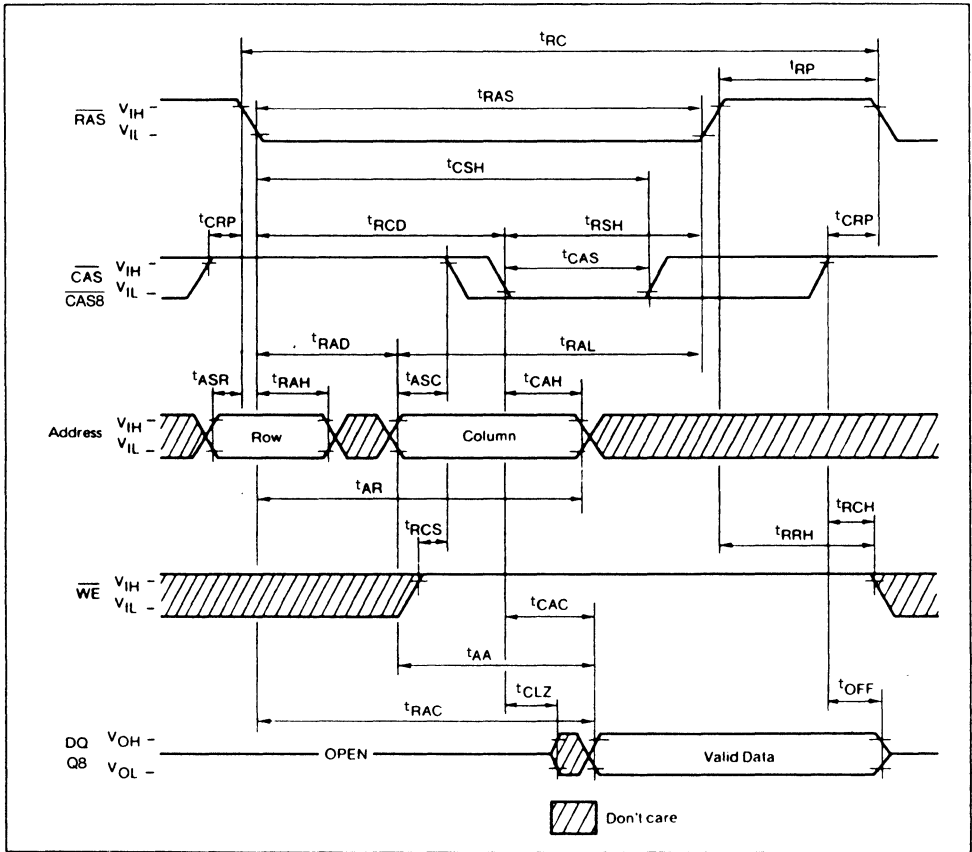 tRC
tRP
tRAS
RAS VIH
VIL
tCSH
tCRP tRCD tRSH tCRP
tCAS
CAS VIH
CAS8 VIL
tRAD tRAL
tASR tRAH tASC tCAH
Address VIH
VIL
Row Column
tAR
tRCS tRCH
tRRH
WE VIH
VIL
tCAC
tAA
tCLZ tOFF
tRAC
DQ VOH
Q8 VOL
OPEN Valid Data
Don't care